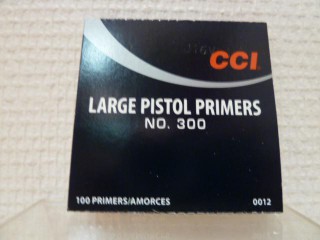 CCI
LARGE PISTOL PRIMERS
NO. 300
100 PRIMERS/AMORCES 0012